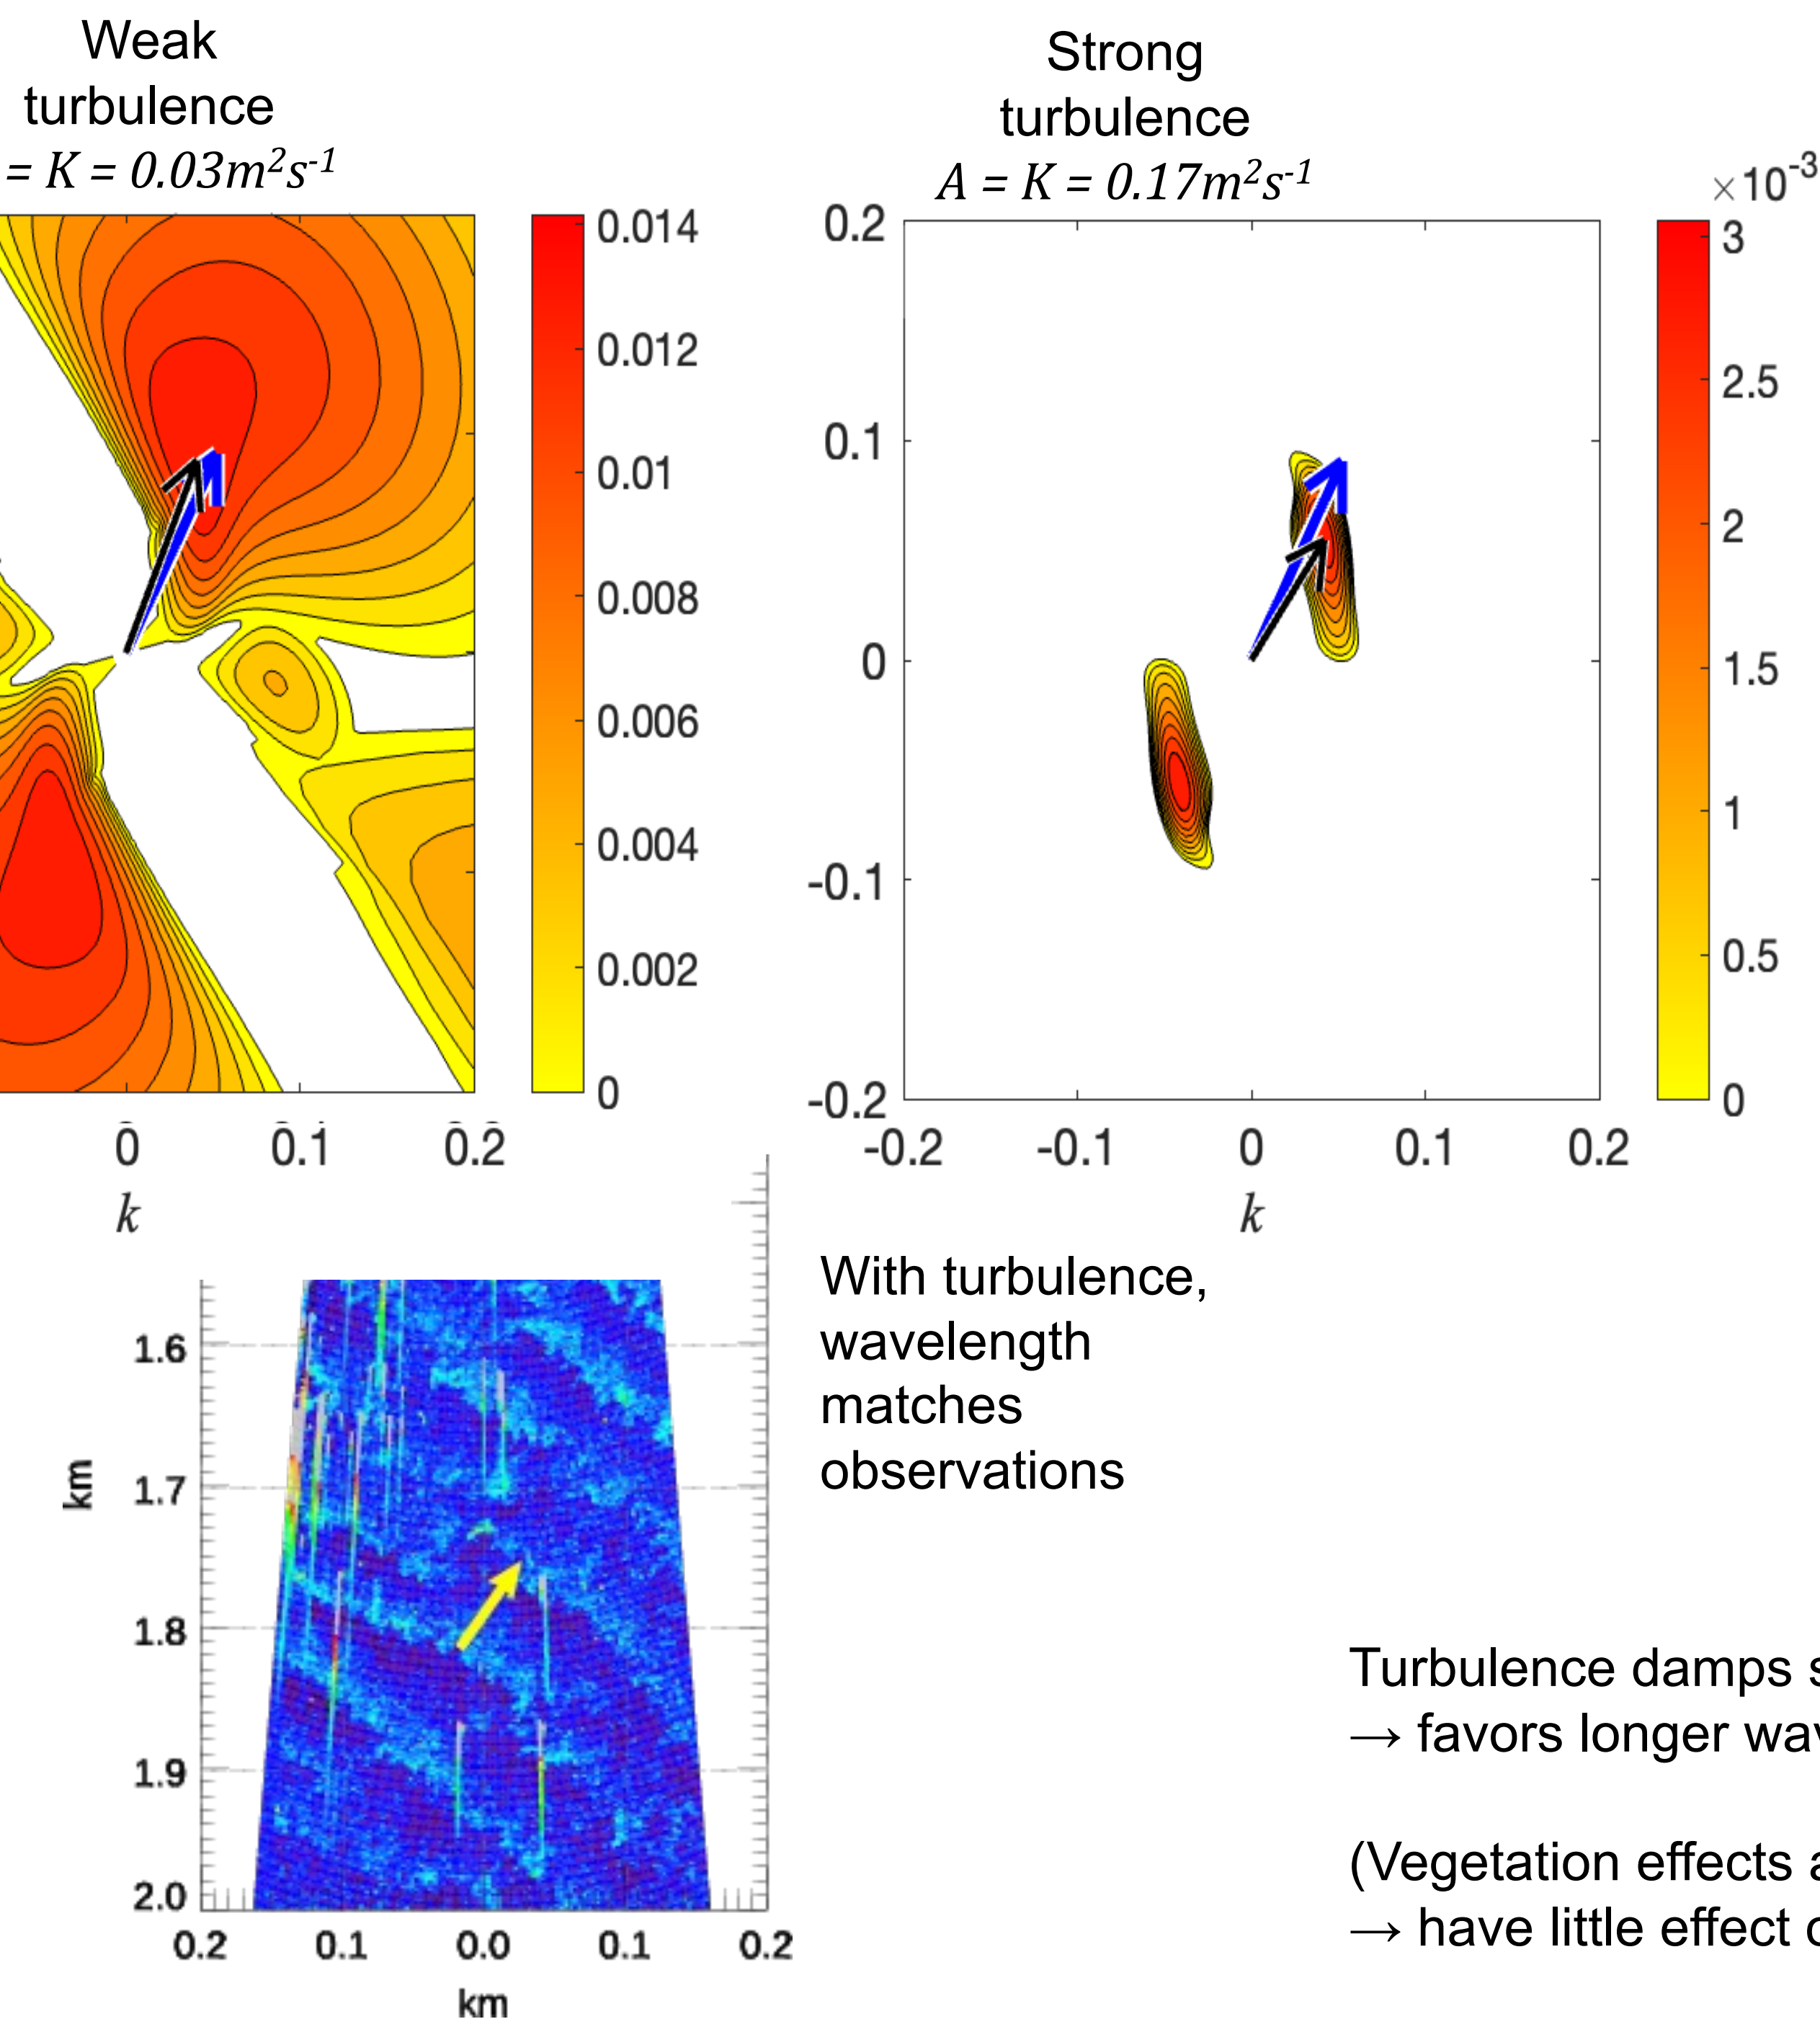 Weak
turbulence
= K = 0.03m²s⁻¹
Strong
turbulence
A = K = 0.17m²s⁻¹
0.014
0.012
0.01
0.008
0.006
0.004
0.002
0
0 0.1 0.2
k
×10⁻³
3
2.5
2
1.5
1
0.5
0
0.2
0.1
0
-0.1
-0.2
-0.2 -0.1 0 0.1 0.2
k
1.6
1.7
1.8
1.9
2.0
km
0.2 0.1 0.0 0.1 0.2
km
With turbulence,
wavelength
matches
observations
Turbulence damps
→ favors longer
(Vegetation effects
→ have little effect